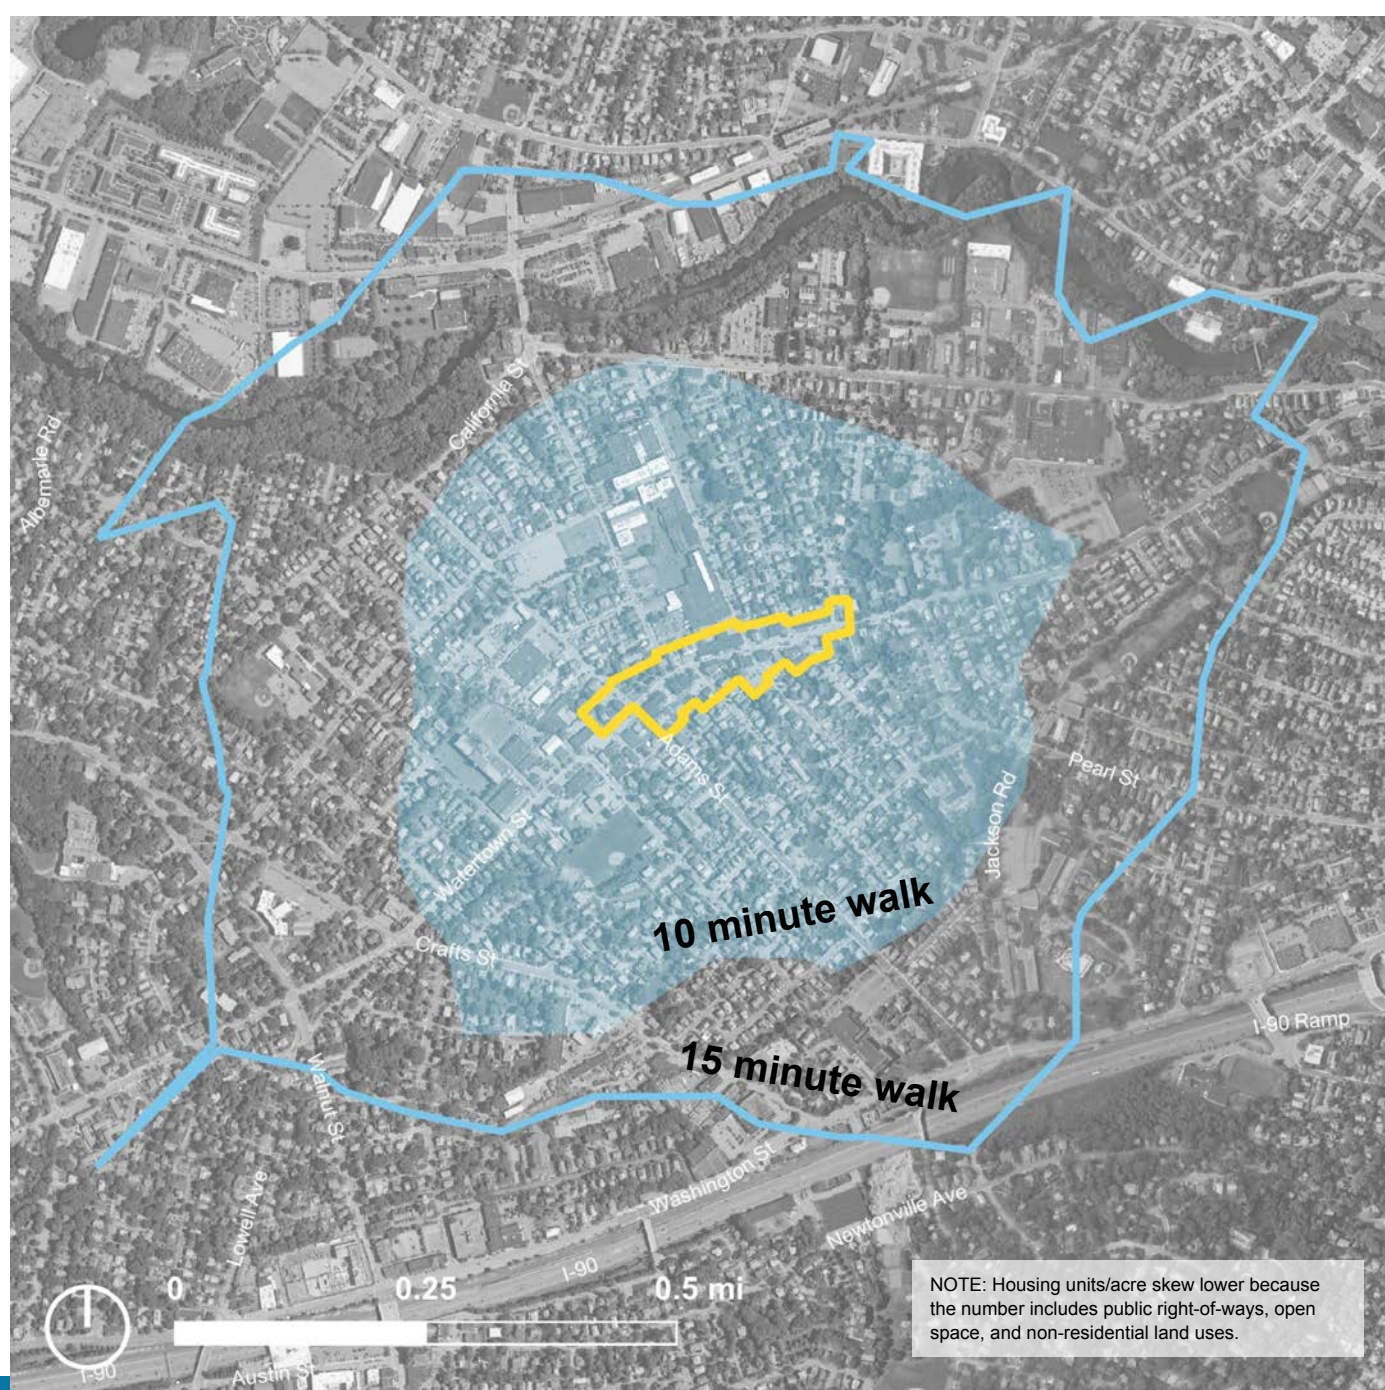 California St
Albemarle Rd
Adams St
Pearl St
Jackson Rd
Watertown St
10 minute walk
Crafts St
I-90 Ramp
15 minute walk
Walnut St
Washington St
Lowell Ave
Newtonville Ave
I-90
0 0.25 0.5 mi
NOTE: Housing units/acre skew lower because
the number includes public right-of-ways, open
space, and non-residential land uses.
I-90
Austin St